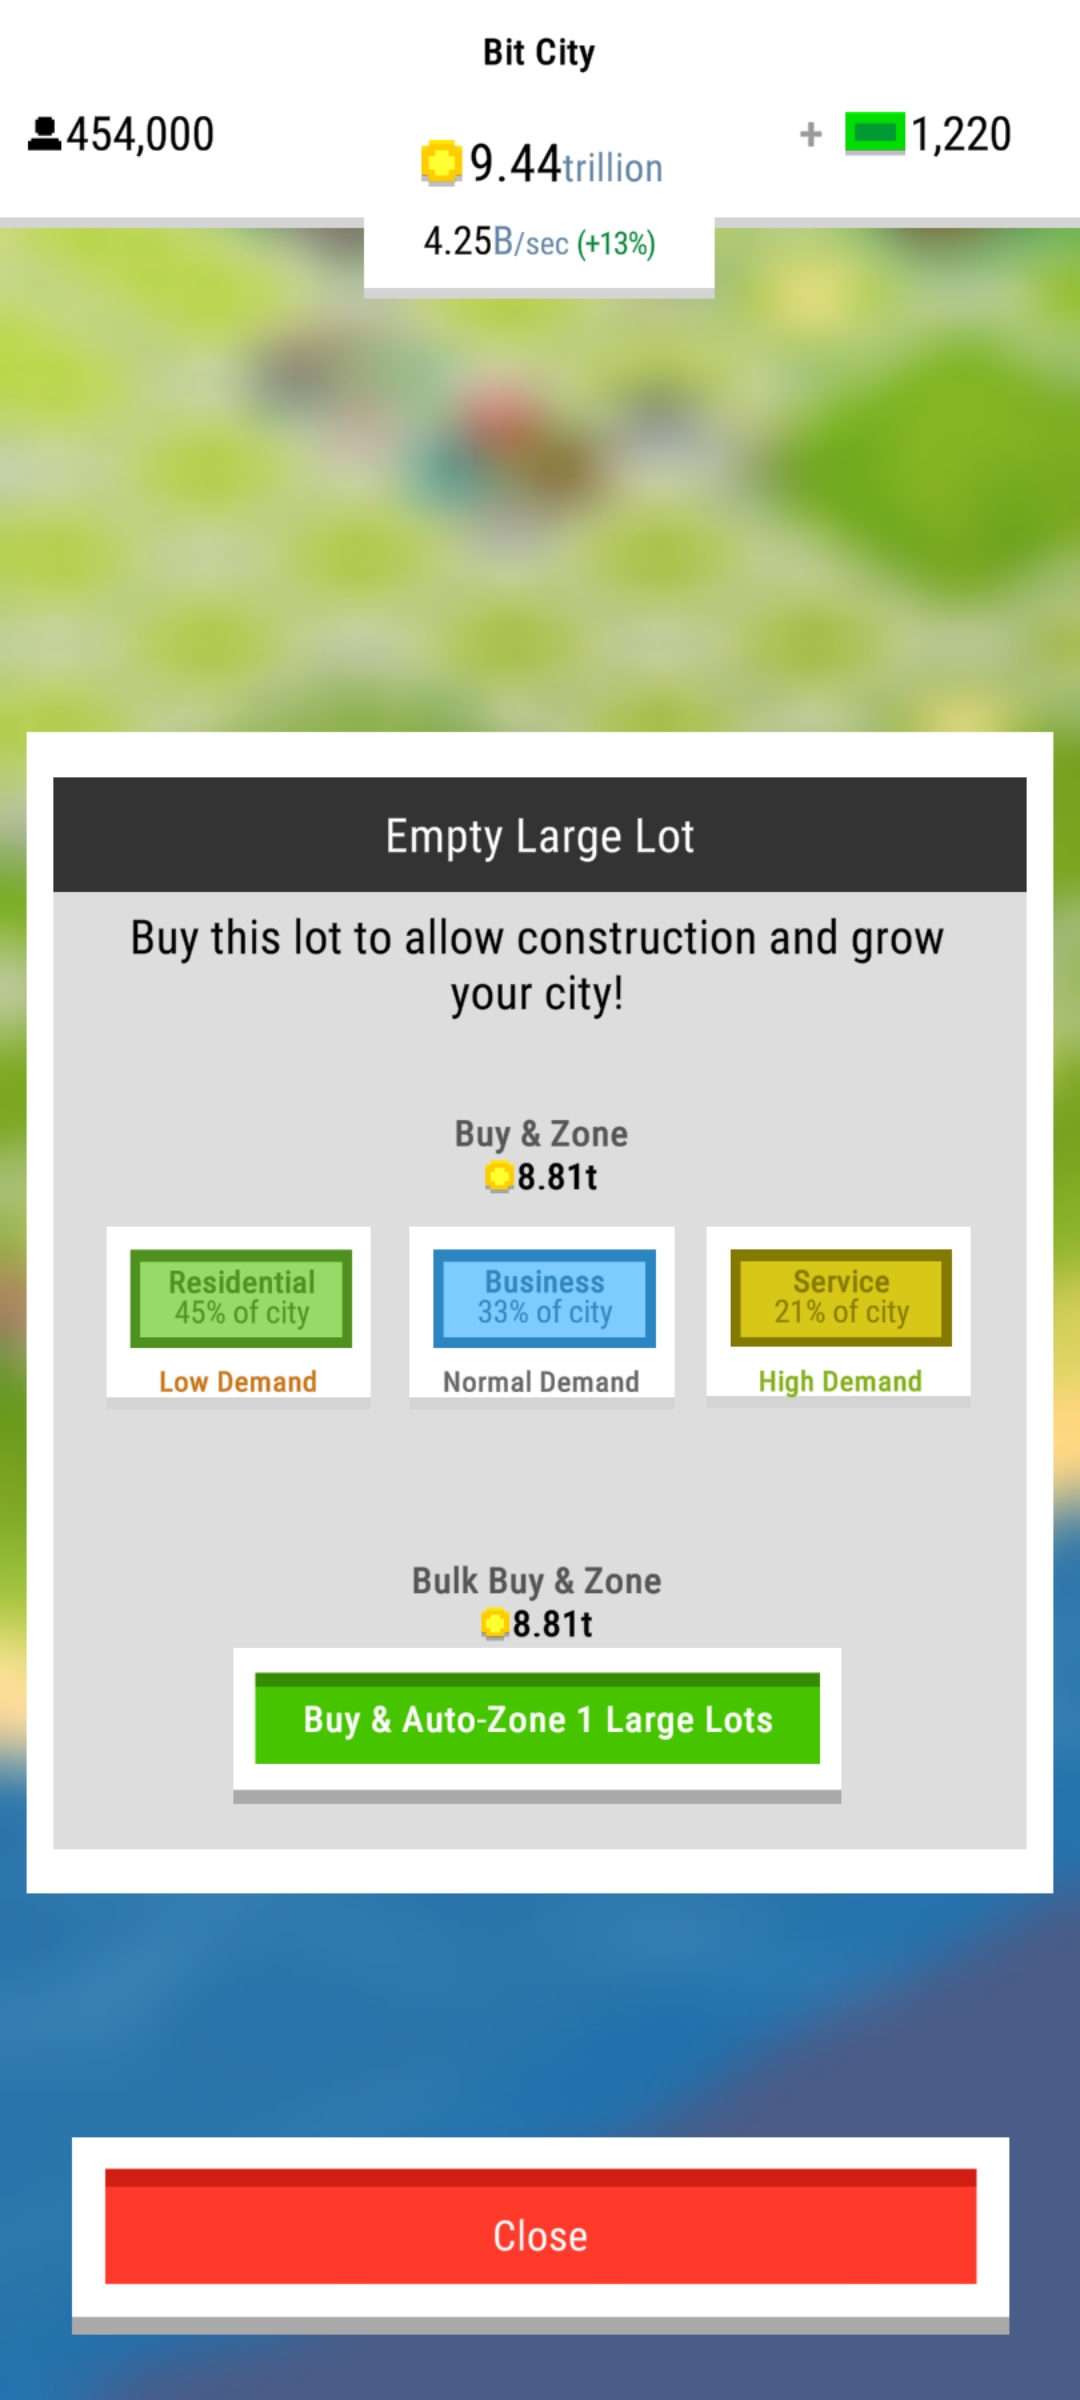 Bit City
454,000
9.44trillion
+ 1,220
4.25B/sec (+13%)
Empty Large Lot
Buy this lot to allow construction and grow
your city!
Buy & Zone
8.81t
Residential
45% of city
Low Demand
Business
33% of city
Normal Demand
Service
21% of city
High Demand
Bulk Buy & Zone
8.81t
Buy & Auto-Zone 1 Large Lots
Close